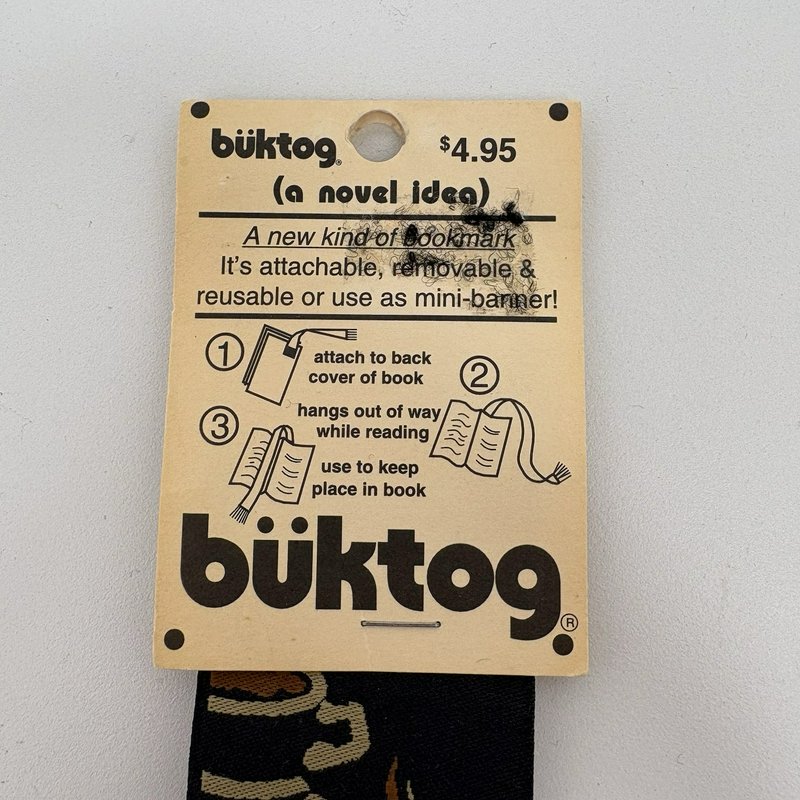 büktog®
$4.95
(a novel idea)
A new kind of bookmark
It's attachable, removable &
reusable or use as mini-banner!
1
attach to back
cover of book
2
hangs out of way
while reading
3
use to keep
place in book
büktog®